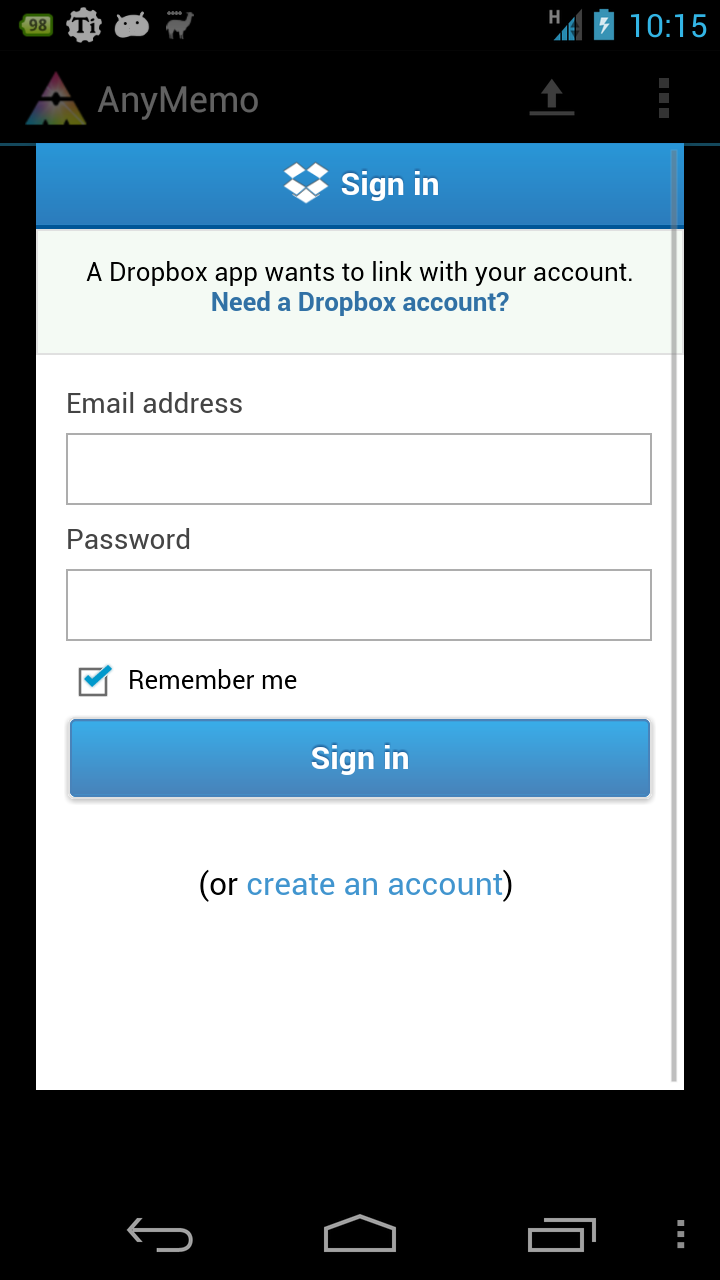 98 Ti H 10:15
AnyMemo
Sign in
A Dropbox app wants to link with your account.
Need a Dropbox account?
Email address
Password
Remember me
Sign in
(or create an account)